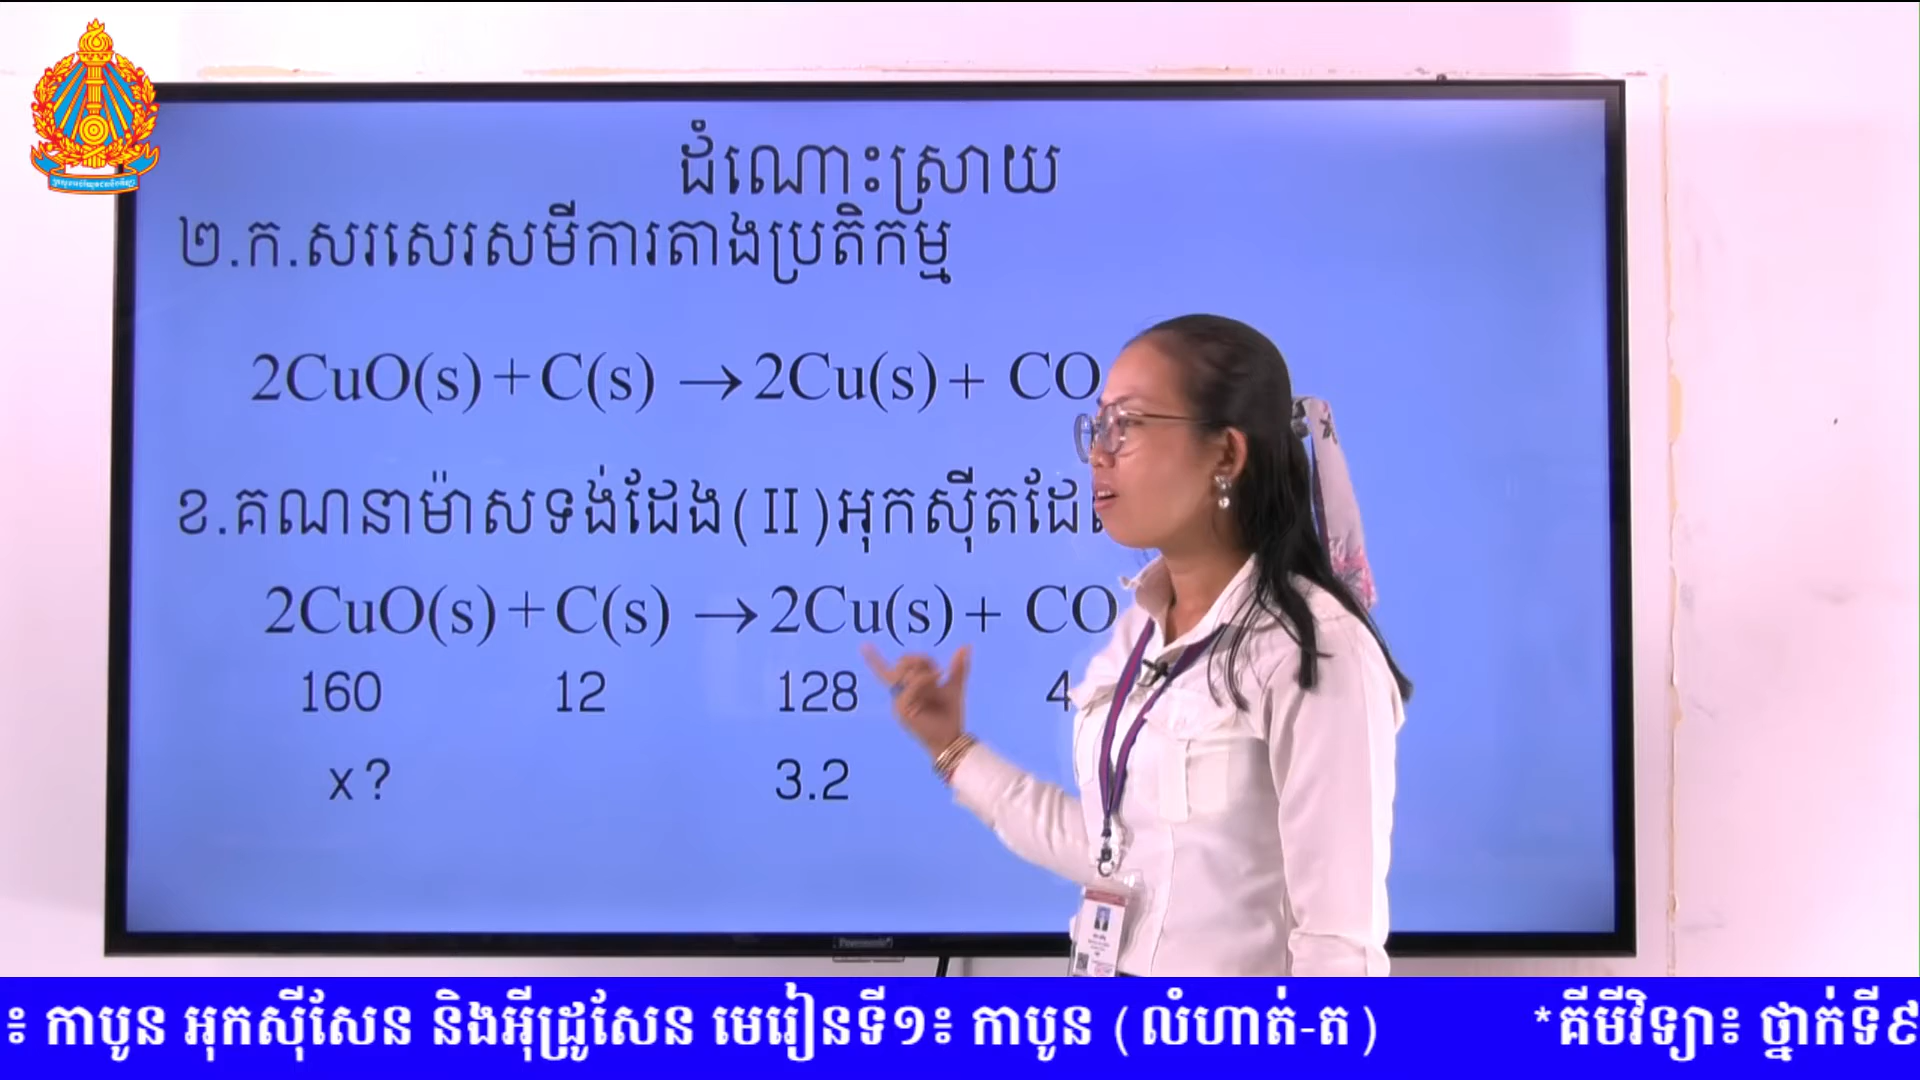 ដំណោះស្រាយ
២.ក.សរសេរសមីការតាងប្រតិកម្ម
2CuO(s)+C(s) →2Cu(s)+ CO
ខ.គណនាម៉ាសទង់ដែង(II)អុកស៊ីត
2CuO(s)+C(s) →2Cu(s)+ CO
160 12 128 4
x? 3.2
៖ កាបូន អុកស៊ីសែន និងអ៊ីដ្រូសែន មេរៀនទី១៖ កាបូន (លំហាត់-ត) *គីមីវិទ្យា៖ ថ្នាក់ទី៩